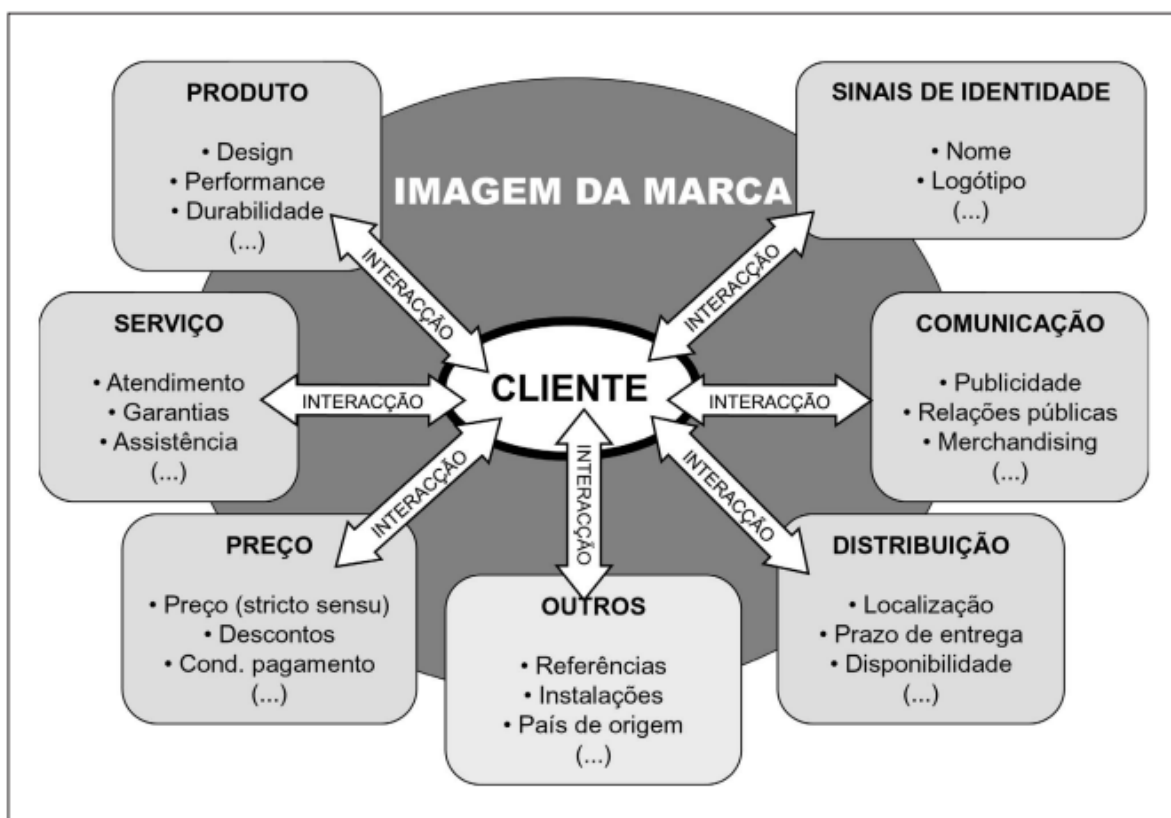 PRODUTO
• Design
• Performance
• Durabilidade
(...)
SINAIS DE IDENTIDADE
• Nome
• Logótipo
(...)
IMAGEM DA MARCA
INTERACÇÃO
INTERACÇÃO
SERVIÇO
• Atendimento
• Garantias
• Assistência
(...)
INTERACÇÃO
CLIENTE
INTERACÇÃO
COMUNICAÇÃO
• Publicidade
• Relações públicas
• Merchandising
(...)
INTERACÇÃO
INTERACÇÃO
INTERACÇÃO
PREÇO
• Preço (stricto sensu)
• Descontos
• Cond. pagamento
(...)
OUTROS
• Referências
• Instalações
• País de origem
(...)
DISTRIBUIÇÃO
• Localização
• Prazo de entrega
• Disponibilidade
(...)